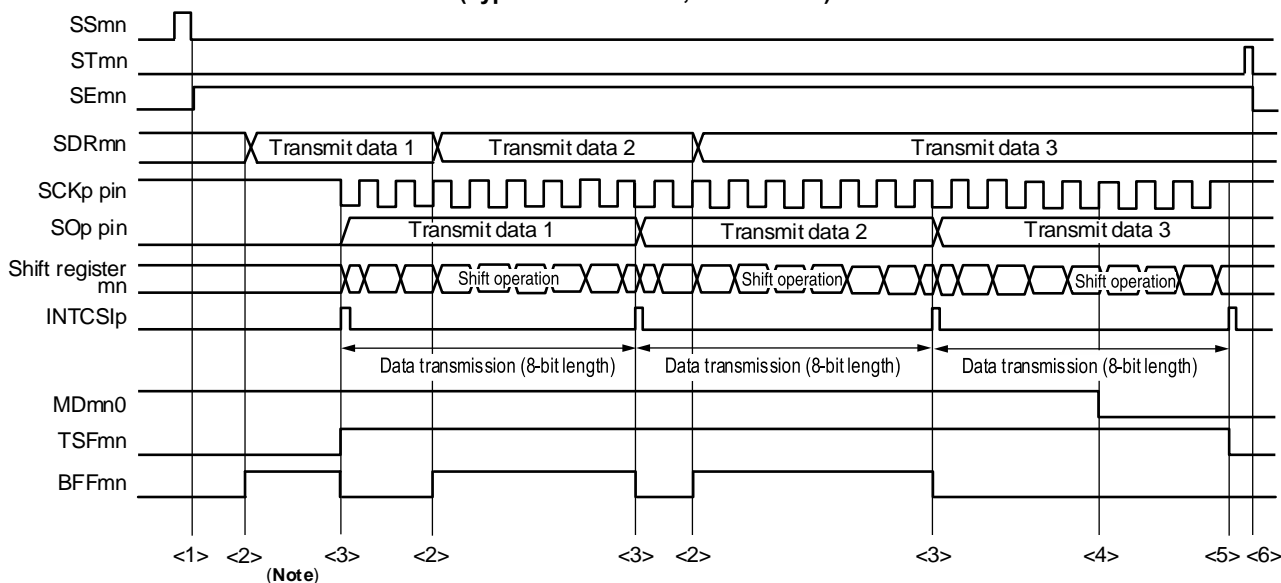 SSmn
STmn
SEmn
SDRmn Transmit data 1 Transmit data 2 Transmit data 3
SCKp pin
SOp pin Transmit data 1 Transmit data 2 Transmit data 3
Shift register
mn Shift operation Shift operation Shift operation
INTCSIp
Data transmission (8-bit length) Data transmission (8-bit length) Data transmission (8-bit length)
MDmn0
TSFmn
BFFmn
<1> <2> <3> <2> <3> <2> <3> <4> <5> <6>
(Note)